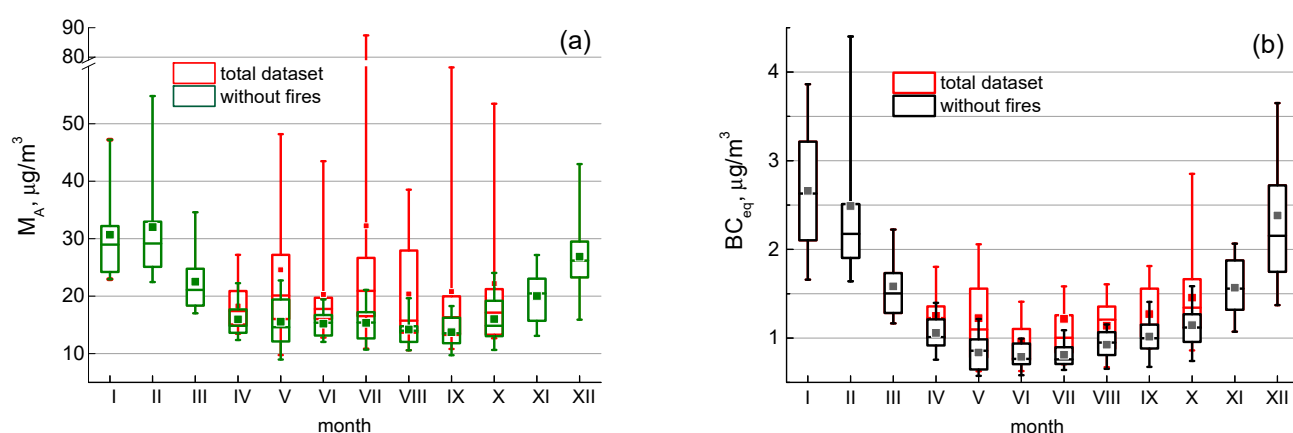 (a)
total dataset
without fires
90
80
50
40
30
20
10
M_A, μg/m³
I II III IV V VI VII VIII IX X XI XII
month
(b)
total dataset
without fires
4
3
2
1
BC_eq, μg/m³
I II III IV V VI VII VIII IX X XI XII
month